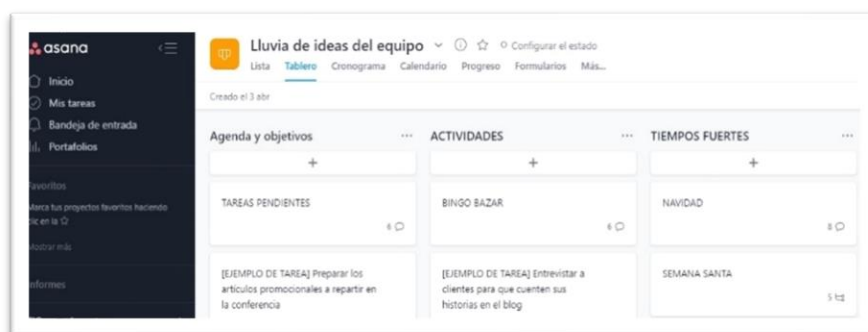 asana
Inicio
Mis tareas
Bandeja de entrada
Portafolios
Favoritos
Marca tus proyectos favoritos haciendo
clic en la
Mostrar más
Informes
Lluvia de ideas del equipo
Configurar el estado
Lista Tablero Cronograma Calendario Progreso Formularios Más...
Creado el 3 abr
Agenda y objetivos ...
+
TAREAS PENDIENTES
6
[EJEMPLO DE TAREA] Preparar los
artículos promocionales a repartir en
la conferencia
ACTIVIDADES ...
+
BINGO BAZAR
6
[EJEMPLO DE TAREA] Entrevistar a
clientes para que cuenten sus
historias en el blog
TIEMPOS FUERTES ...
+
NAVIDAD
8
SEMANA SANTA
5